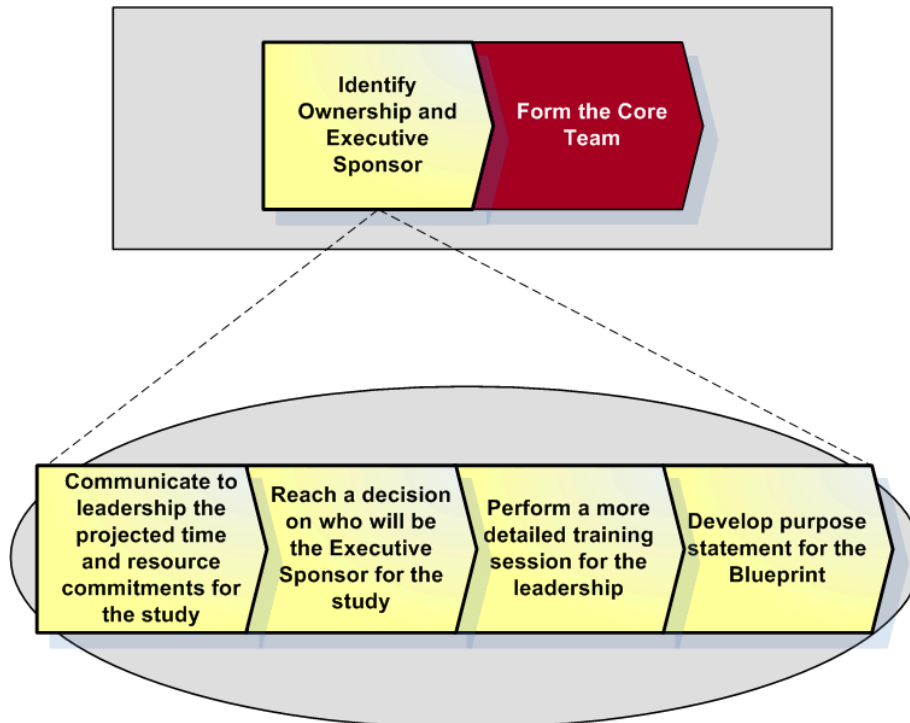 Identify
Ownership and
Executive
Sponsor
Form the Core
Team
Communicate to
leadership the
projected time
and resource
commitments for
the study
Reach a decision
on who will be
the Executive
Sponsor for the
study
Perform a more
detailed training
session for the
leadership
Develop purpose
statement for the
Blueprint